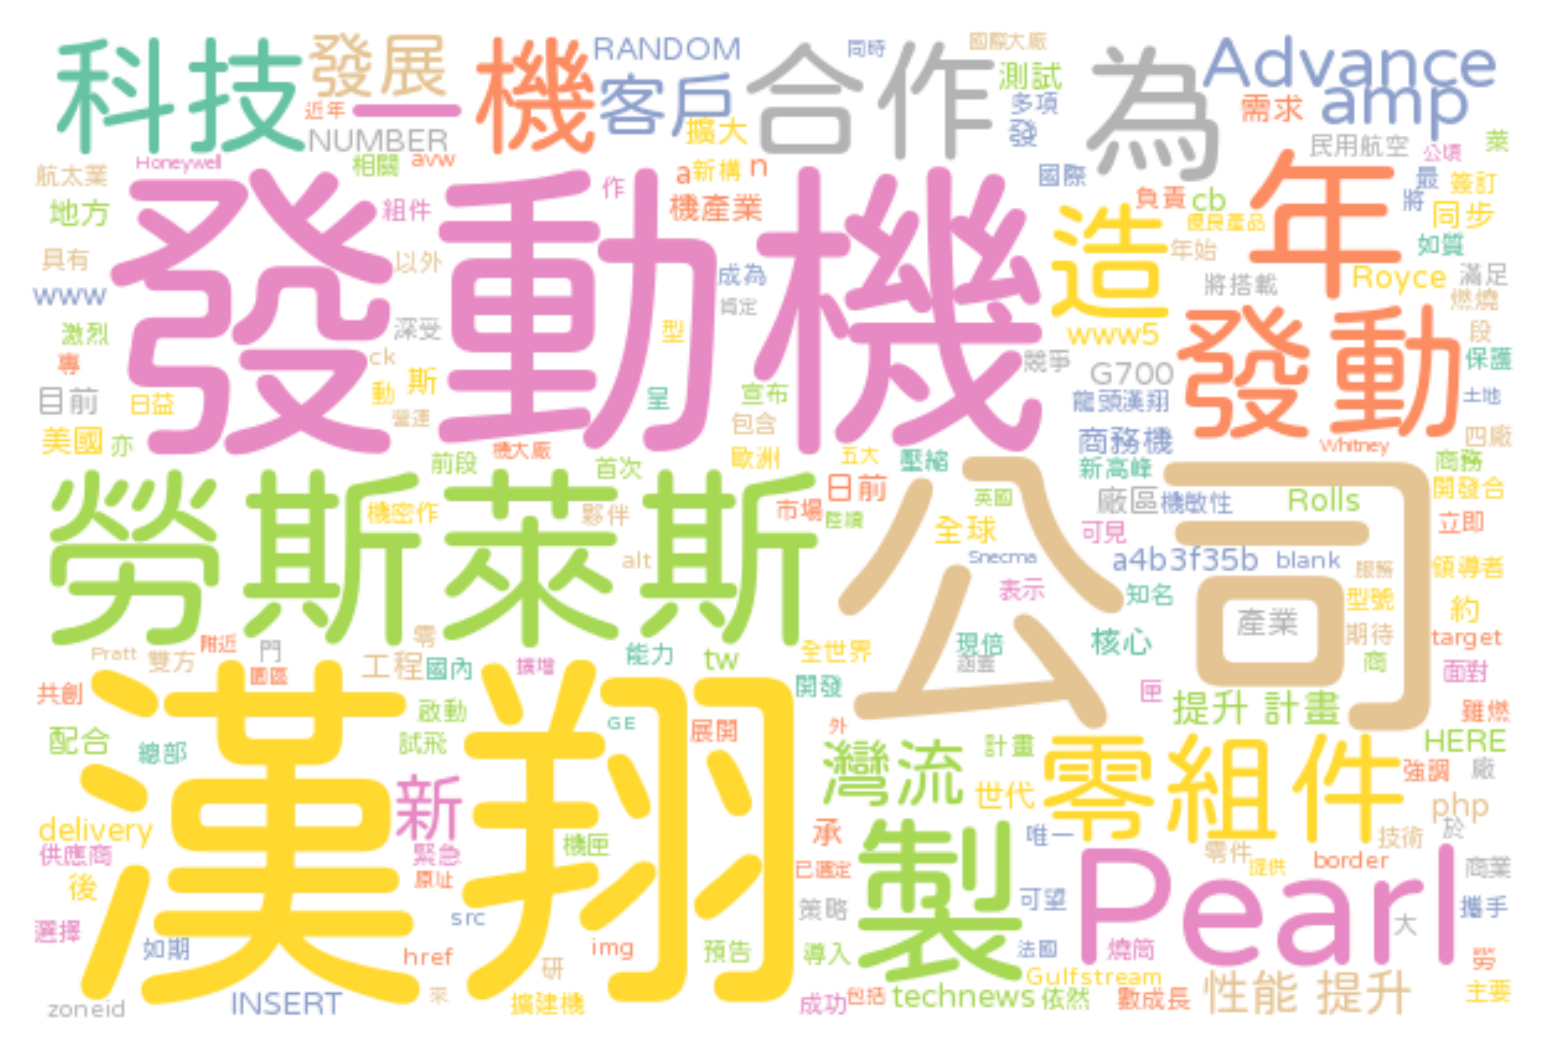 科技 發展 一 機 RANDOM 客戶 合作 同時 國際大廠 測試 為 Advance amp
近年 NUMBER 擴大 多項 發 需求 民用航空 公頃 葉
航太業 Honeywell 相關 avw a 新構 n 國際 負責 cb 年 最 簽訂
地方 發動機 組件 作 機產業 造 優良產品 將 同步
具有 以外 成為 年始 如質
www 肯定 將搭載 Royce 滿足 燃燒
激烈 深受 型 www5 發動 段
專 ck 競爭 G700 保護
目前 日益 動 斯 呈 宣布 龍頭漢翔 土地
美國 亦 營運 包含 商務機 Whitney 四廠
機大廠 前段 首次 歐洲 五大 壓縮 新高峰 商務
勞斯萊斯 機密作 夥伴 市場 日前 公司 英國 廠區 機敏性 Rolls 開發合
陸續 全球 可見 立即
alt Snecma a4b3f35b blank 服務 領導者
表示 知名 產業 型號 約
Pratt 雙方 附近 門 零 全世界 現倍 核心 期待 target
園區 工程 國內 擴增 能力 tw 涵蓋 商 面對
共創 漢翔 啟動 GE 開發 匣 提升 計畫 雖燃
配合 總部 試飛 展開 外 灣流 計畫 零組件 HERE
新 世代 強調 廠
delivery 機匣 承 製 唯一 技術 php 於
供應商 緊急 零件 提供 border 商業
後 原址 已選定 Pearl
選擇 src 策略 可望 大 攜手
如期 href img 預告 導入 法國 燒筒 勞
研 Gulfstream
zoneid INSERT 來 擴建機 成功 包括 technews 依然 數成長 性能 提升 主要